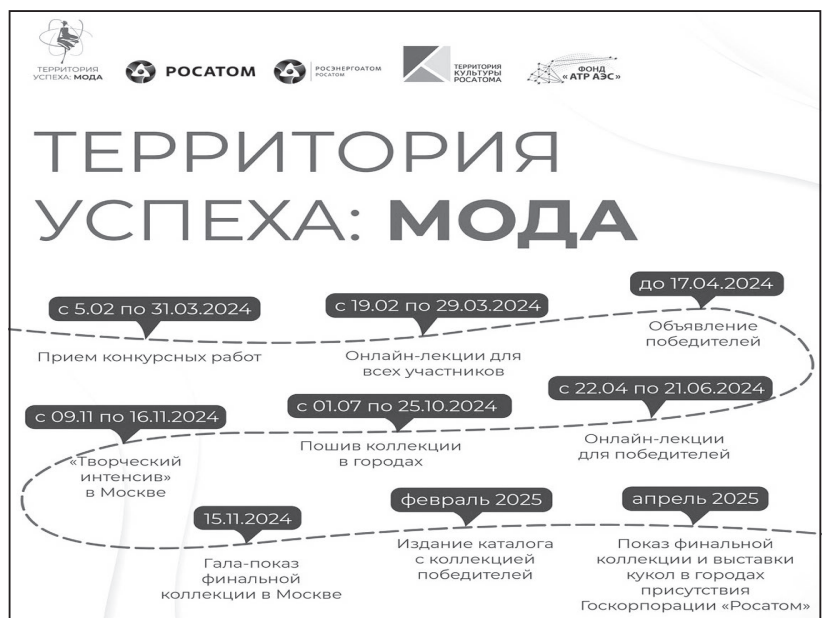 ТЕРРИТОРИЯ
УСПЕХА: МОДА
РОСАТОМ
РОСЭНЕРГОАТОМ
РОСАТОМ
ТЕРРИТОРИЯ
КУЛЬТУРЫ
РОСАТОМА
ФОНД
«АТР АЭС»
ТЕРРИТОРИЯ
УСПЕХА: МОДА
с 5.02 по 31.03.2024
Прием конкурсных работ
с 19.02 по 29.03.2024
Онлайн-лекции для
всех участников
до 17.04.2024
Объявление
победителей
с 22.04 по 21.06.2024
Онлайн-лекции
для победителей
с 01.07 по 25.10.2024
Пошив коллекции
в городах
с 09.11 по 16.11.2024
«Творческий
интенсив»
в Москве
15.11.2024
Гала-показ
финальной
коллекции в Москве
февраль 2025
Издание каталога
с коллекцией
победителей
апрель 2025
Показ финальной
коллекции и выставки
кукол в городах
присутствия
Госкорпорации «Росатом»